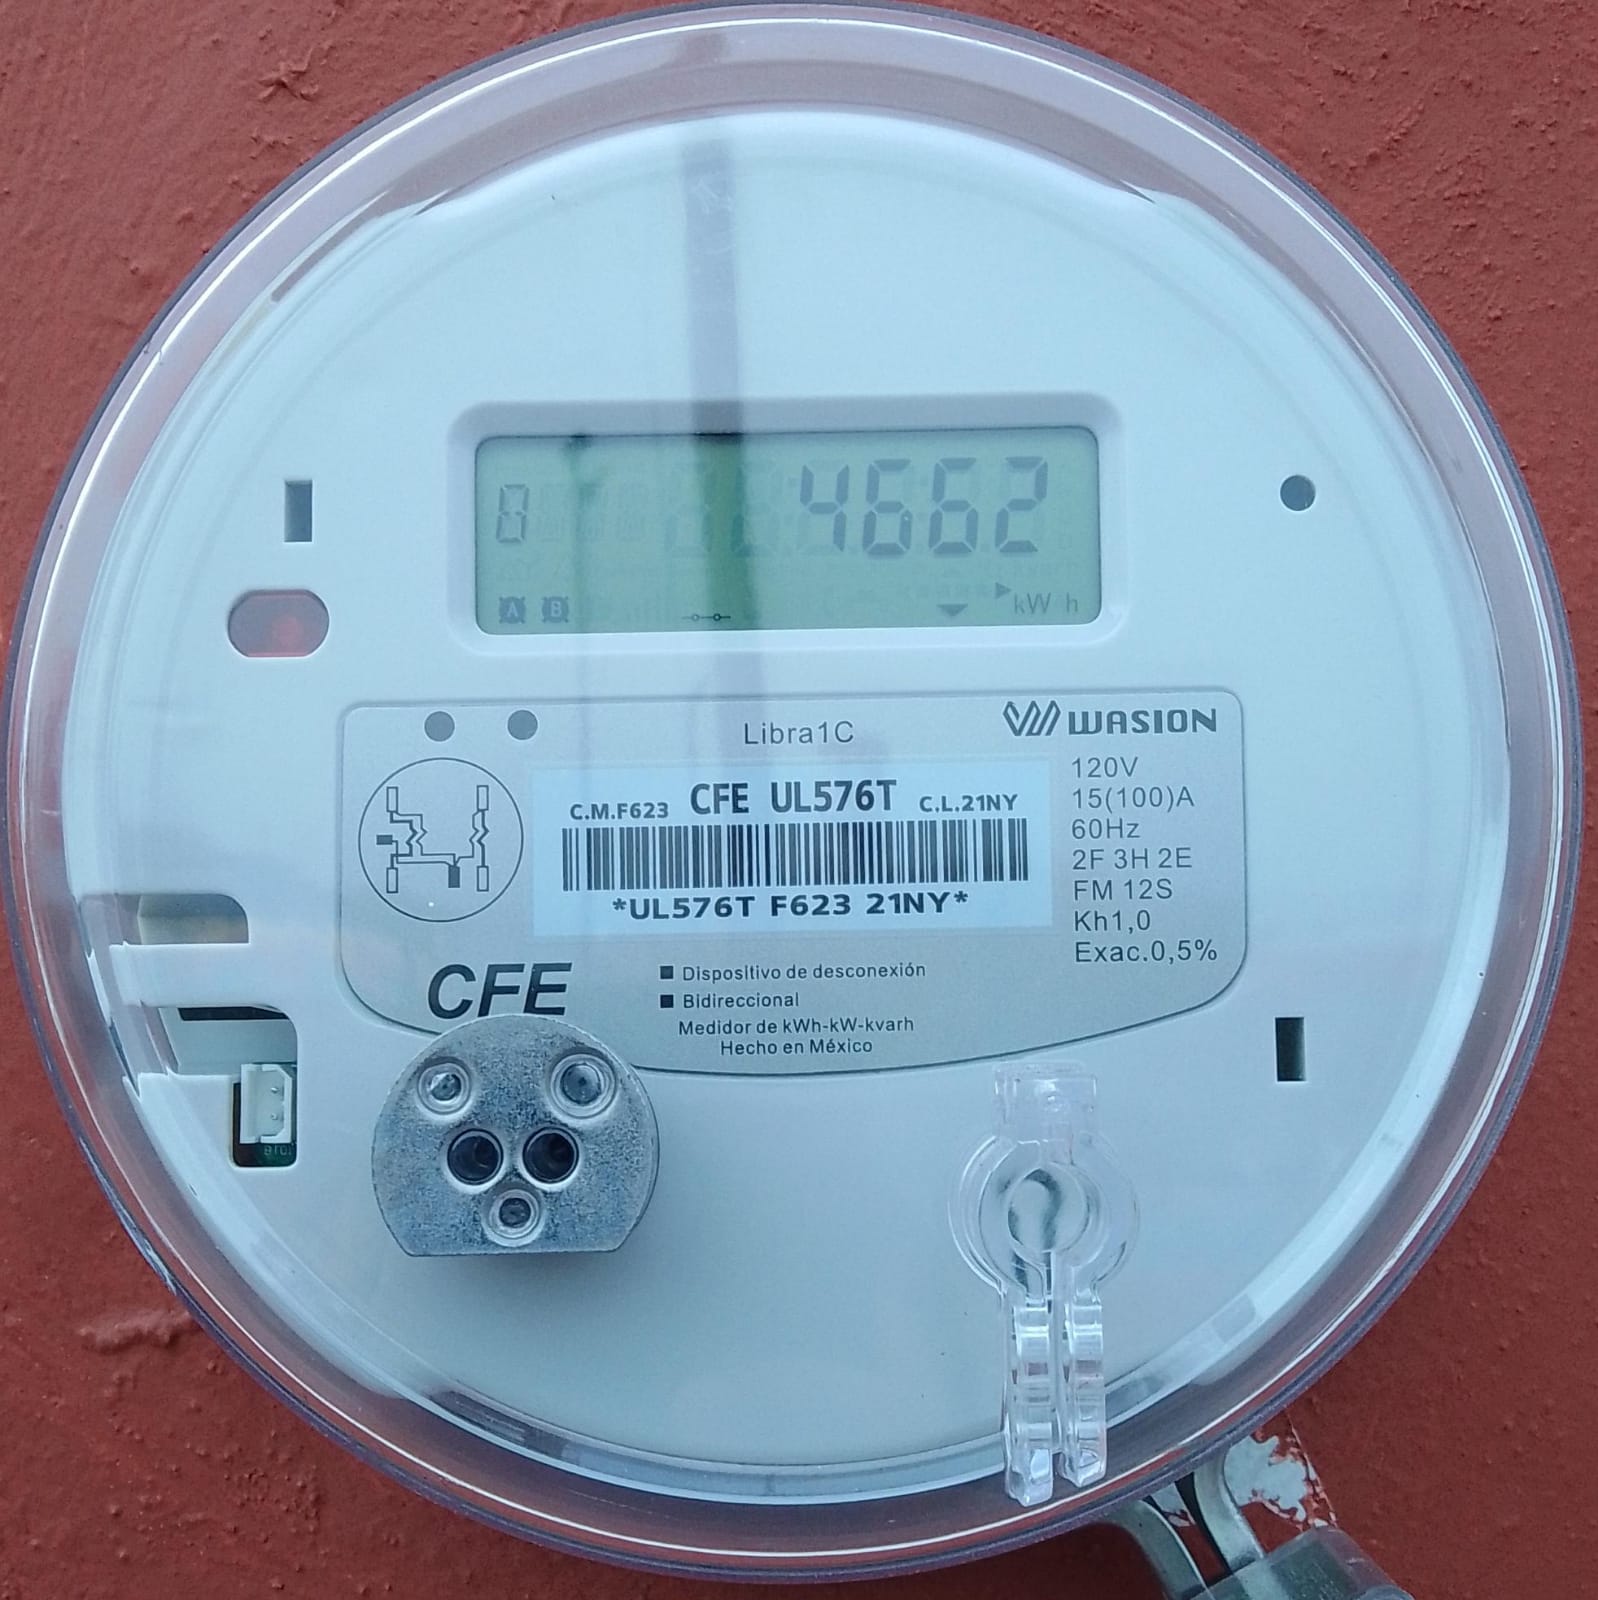 0 4662
A B kW h
Libra1C
WASION
C.M.F623 CFE UL576T C.L.21NY
*UL576T F623 21NY*
120V
15(100)A
60Hz
2F 3H 2E
FM 12S
Kh1,0
Exac.0,5%
CFE
Dispositivo de desconexión
Bidireccional
Medidor de kWh-kW-kvarh
Hecho en México